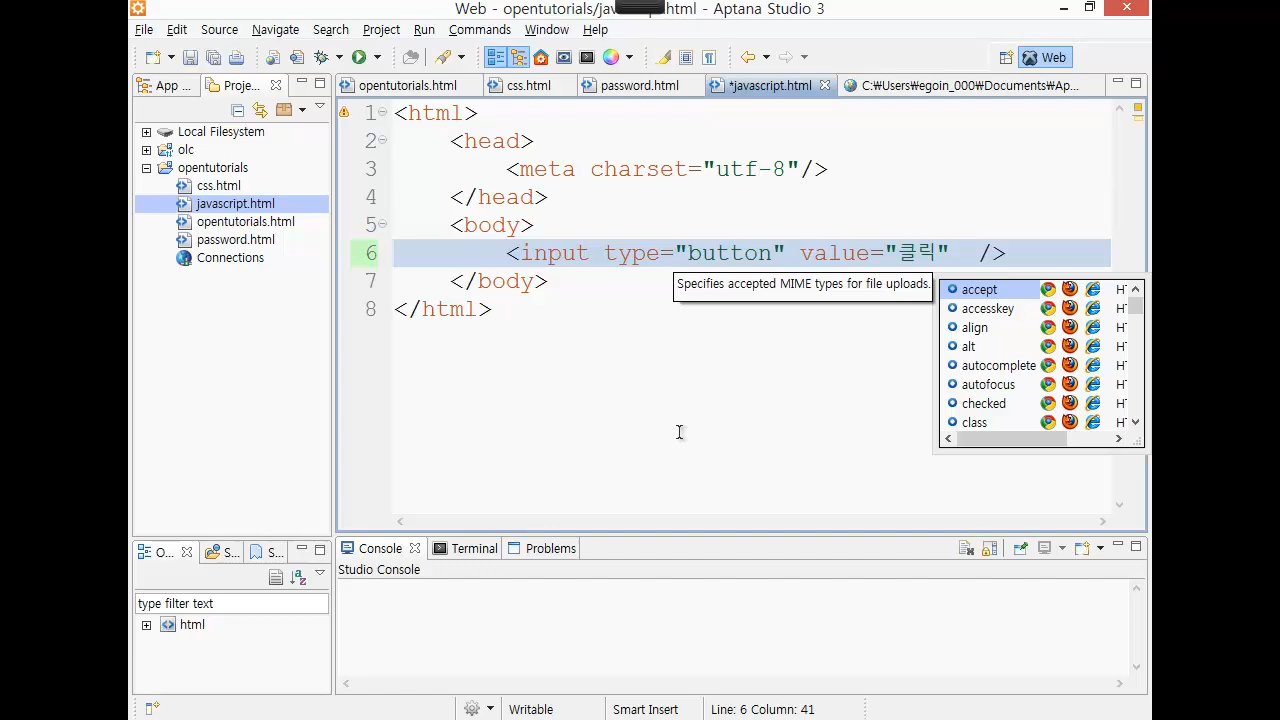 Web - opentutorials/jav p.html - Aptana Studio 3
File Edit Source Navigate Search Project Run Commands Window Help
Web
App ... Proje...
opentutorials.html css.html password.html *javascript.html C:₩Users₩egoin_000₩Documents₩Ap...
Local Filesystem
olc
opentutorials
css.html
javascript.html
opentutorials.html
password.html
Connections
1 <html>
2 <head>
3 <meta charset="utf-8"/>
4 </head>
5 <body>
6 <input type="button" value="클릭" />
7 </body>
8 </html>
Specifies accepted MIME types for file uploads.
accept
accesskey
align
alt
autocomplete
autofocus
checked
class
O... S... S...
type filter text
html
Console Terminal Problems
Studio Console
Writable Smart Insert Line: 6 Column: 41